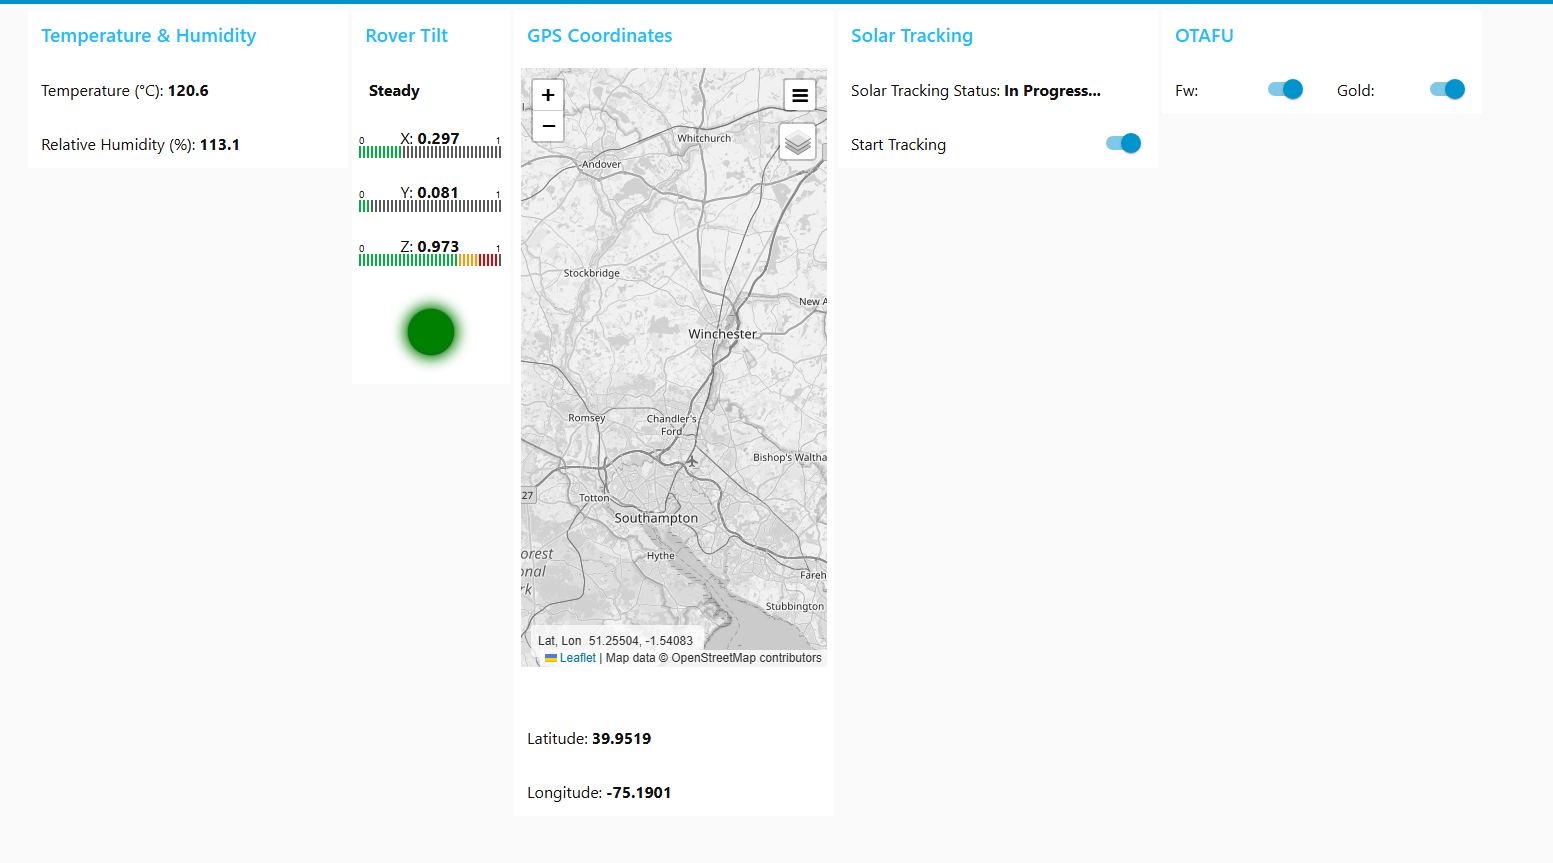 Temperature & Humidity
Temperature (°C): 120.6
Relative Humidity (%): 113.1
Rover Tilt
Steady
0 X: 0.297 1
0 Y: 0.081 1
0 Z: 0.973 1
GPS Coordinates
+
−
Whitchurch
Andover
Stockbridge
New A
Winchester
Romsey
Chandler's
Ford
Bishop's Waltha
27
Totton
Southampton
orest
onal
rk
Hythe
Fareh
Stubbington
Lat, Lon 51.25504, -1.54083
Leaflet | Map data © OpenStreetMap contributors
Latitude: 39.9519
Longitude: -75.1901
Solar Tracking
Solar Tracking Status: In Progress...
Start Tracking
OTAFU
Fw: Gold: